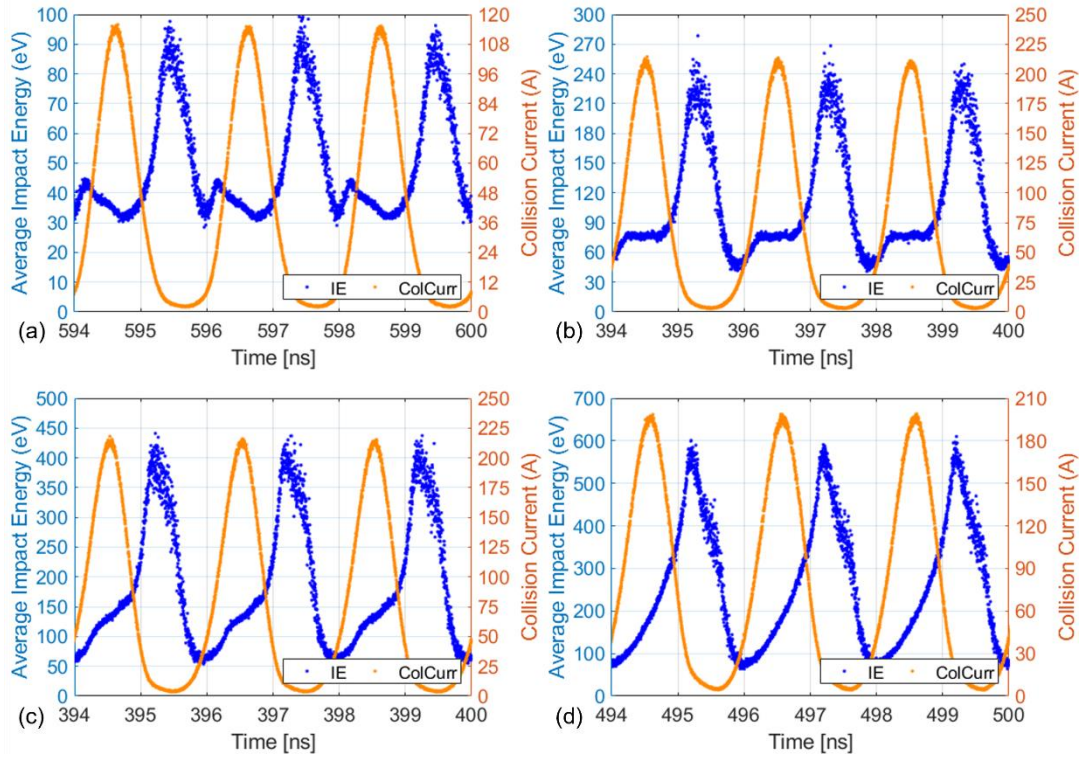 100 90 80 70 60 50 40 30 20 10 0
Average Impact Energy (eV)
120 108 96 84 72 60 48 36 24 12 0
Collision Current (A)
IE ColCurr
(a)
594 595 596 597 598 599 600
Time [ns]
300 270 240 210 180 150 120 90 60 30 0
Average Impact Energy (eV)
250 225 200 175 150 125 100 75 50 25 0
Collision Current (A)
IE ColCurr
(b)
394 395 396 397 398 399 400
Time [ns]
500 450 400 350 300 250 200 150 100 50 0
Average Impact Energy (eV)
250 225 200 175 150 125 100 75 50 25 0
Collision Current (A)
IE ColCurr
(c)
394 395 396 397 398 399 400
Time [ns]
700 600 500 400 300 200 100 0
Average Impact Energy (eV)
210 180 150 120 90 60 30 0
Collision Current (A)
IE ColCurr
(d)
494 495 496 497 498 499 500
Time [ns]